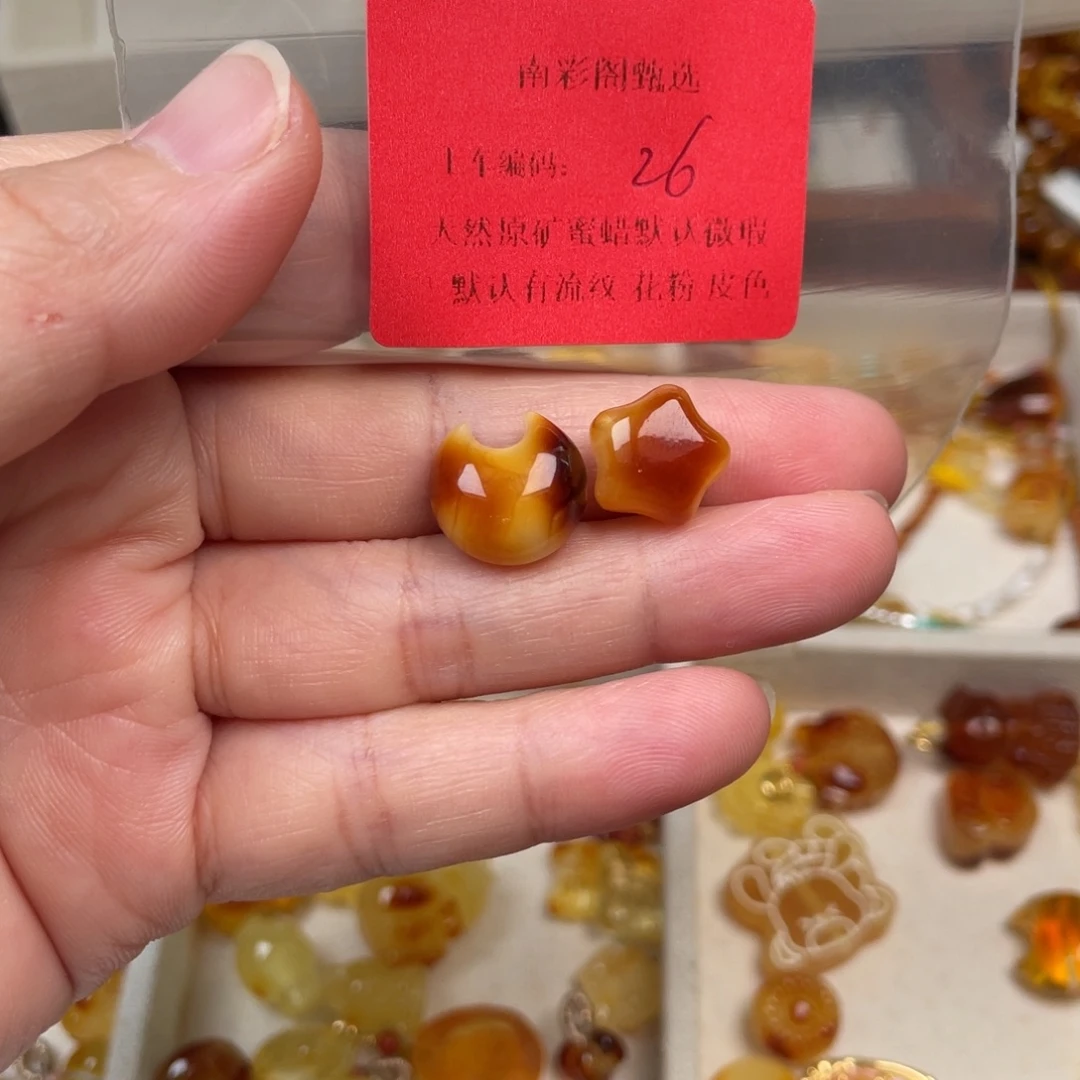 南彩阁甄选
上车编码: 26
天然原矿蜜蜡默认微瑕
默认有流纹 花粉 皮色